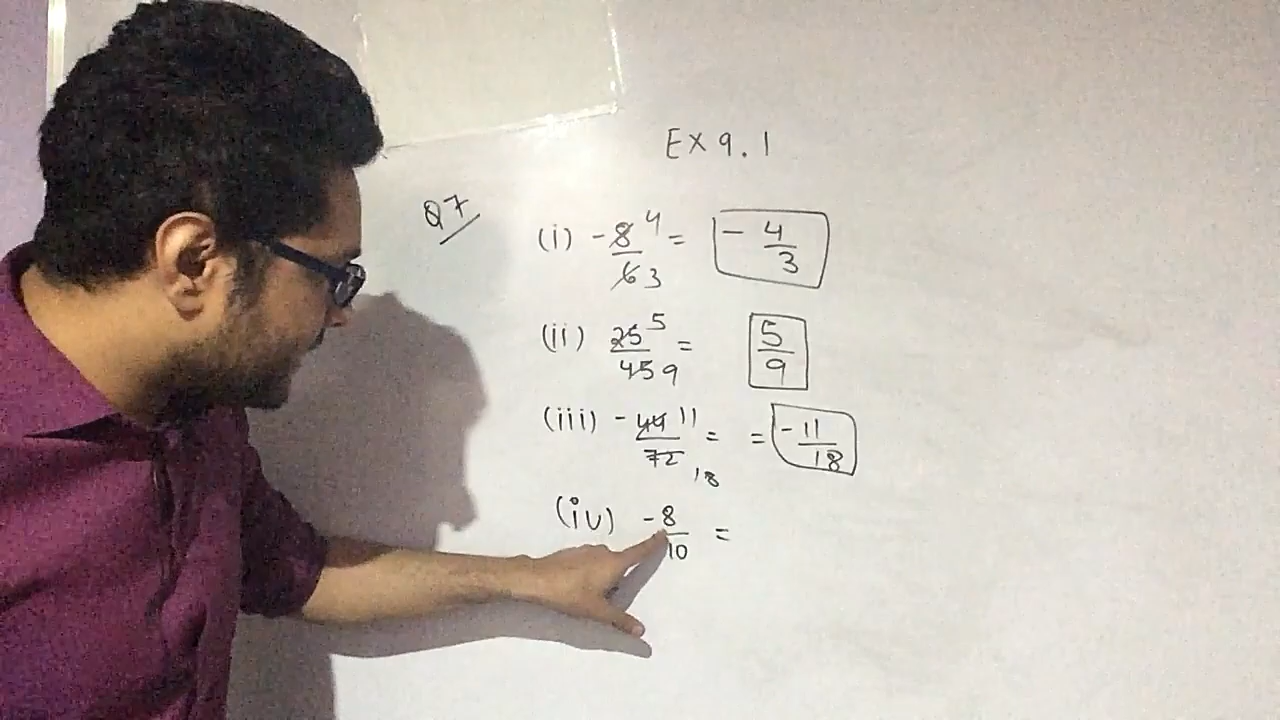 Ex 9.1
Q7
(i) -8/6 4 3 = -4/3
(ii) 25/45 5 9 = 5/9
(iii) -44/72 11 18 = = -11/18
(iv) -8/10 =